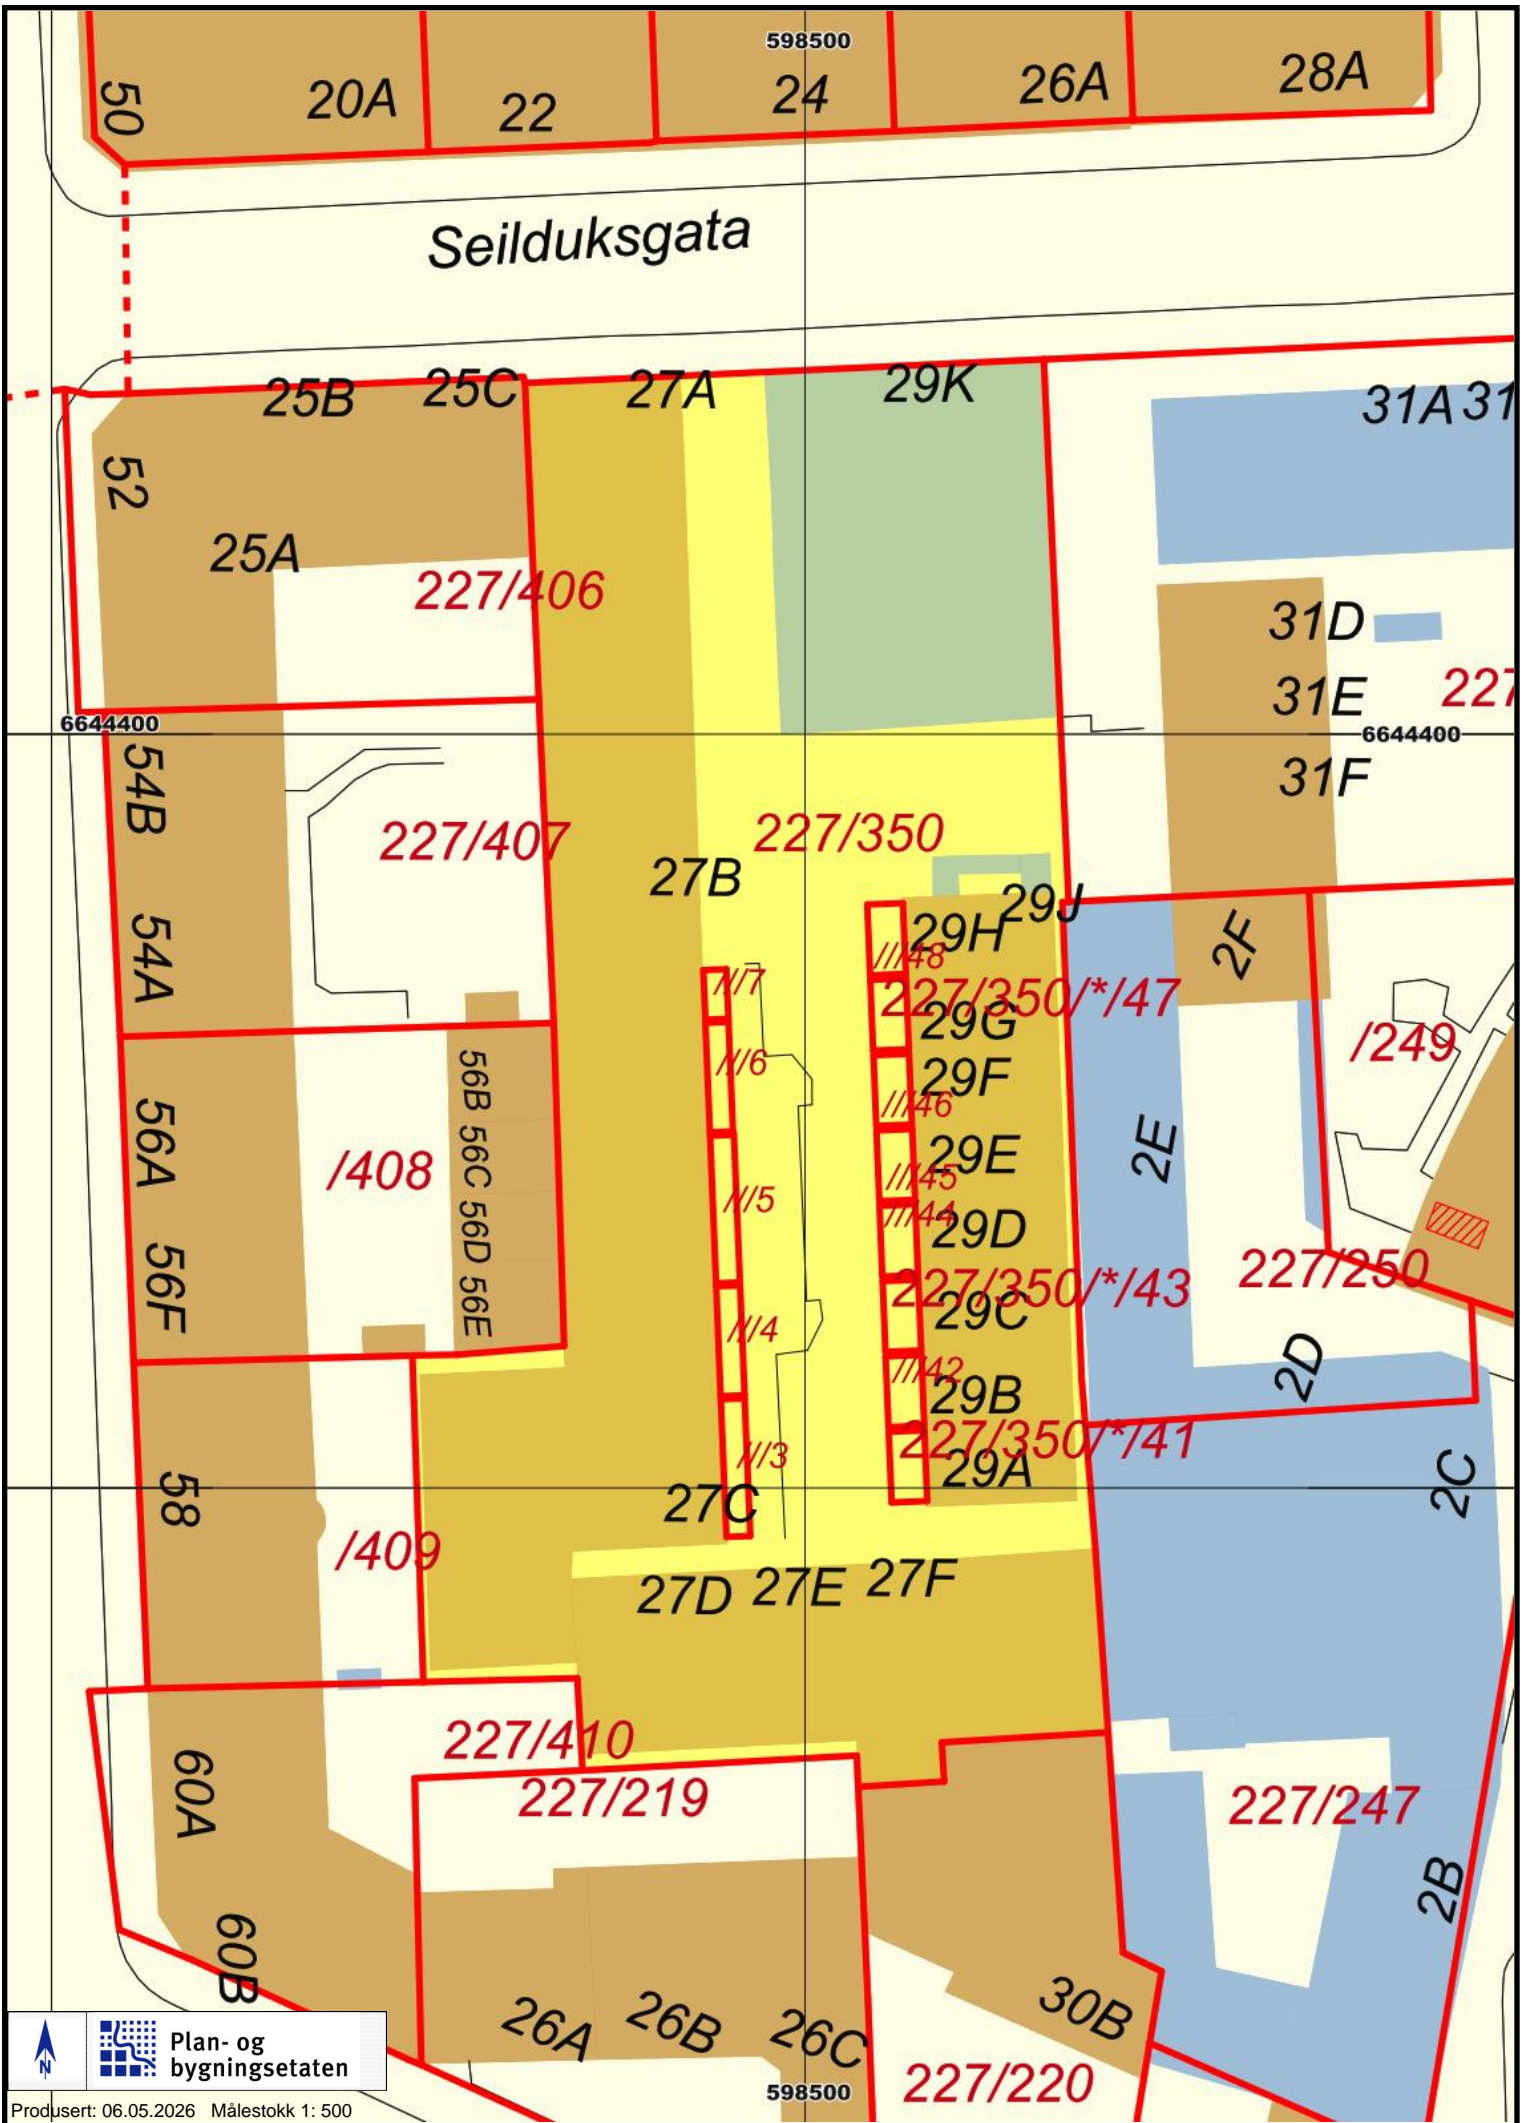 598500
50
20A
22
24
26A
28A
Seilduksgata
25B
25C
27A
29K
31A
31
52
25A
227/406
31D
31E
227
6644400
6644400
54B
31F
227/407
227/350
27B
29J
54A
29H
2F
///48
///7
227/350/*/47
29G
/249
///6
56B
29F
///46
56A
56C
/408
29E
2E
///45
///5
///44
56D
29D
56F
227/350/*/43
227/250
56E
29C
///4
///42
29B
2D
227/350/*/41
///3
29A
58
27C
2C
/409
27D
27E
27F
227/410
60A
227/219
227/247
2B
60B
26A
26B
26C
30B
Plan- og
bygningsetaten
N
598500
227/220
Produsert: 06.05.2026 Målestokk 1: 500